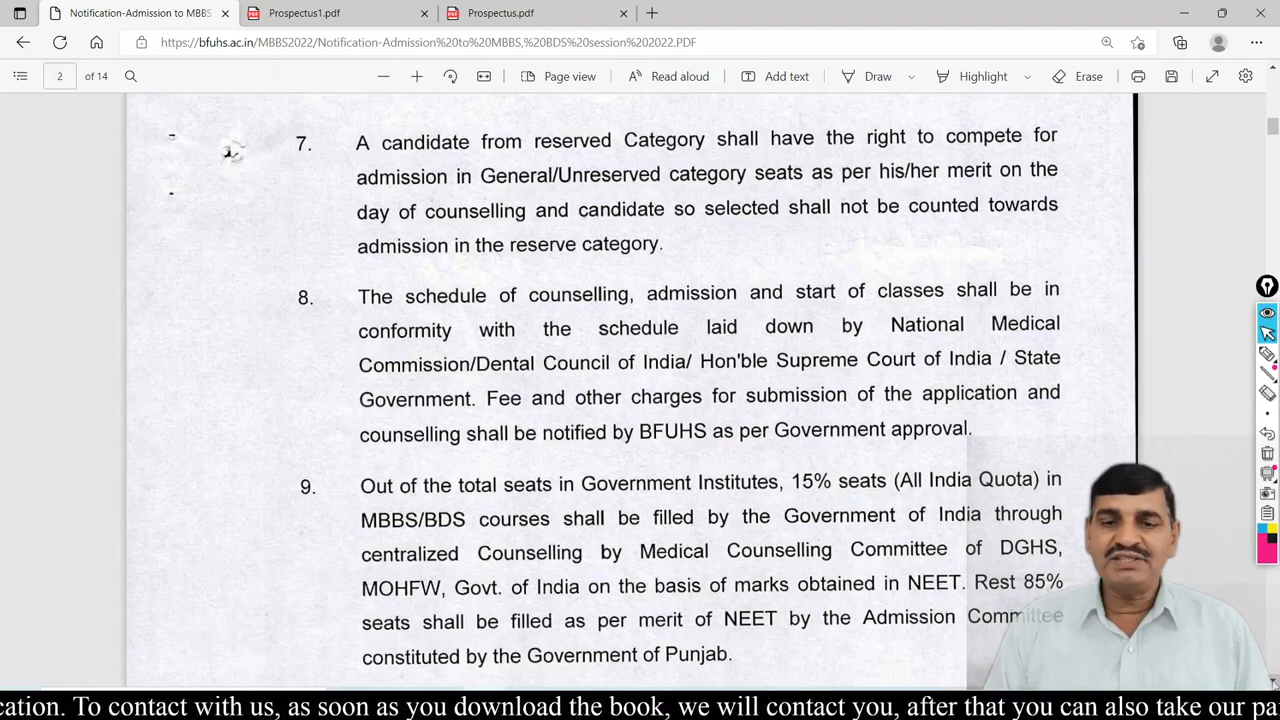 Notification-Admission to MBBS
Prospectus1.pdf
Prospectus.pdf
https://bfuhs.ac.in/MBBS2022/Notification-Admission%20to%20MBBS,%20BDS%20session%202022.PDF
2 of 14
Page view
Read aloud
Add text
Draw
Highlight
Erase
7. A candidate from reserved Category shall have the right to compete for
admission in General/Unreserved category seats as per his/her merit on the
day of counselling and candidate so selected shall not be counted towards
admission in the reserve category.
8. The schedule of counselling, admission and start of classes shall be in
conformity with the schedule laid down by National Medical
Commission/Dental Council of India/ Hon'ble Supreme Court of India / State
Government. Fee and other charges for submission of the application and
counselling shall be notified by BFUHS as per Government approval.
9. Out of the total seats in Government Institutes, 15% seats (All India Quota) in
MBBS/BDS courses shall be filled by the Government of India through
centralized Counselling by Medical Counselling Committee of DGHS,
MOHFW, Govt. of India on the basis of marks obtained in NEET. Rest 85%
seats shall be filled as per merit of NEET by the Admission Committee
constituted by the Government of Punjab.
cation. To contact with us, as soon as you download the book, we will contact you, after that you can also take our pa